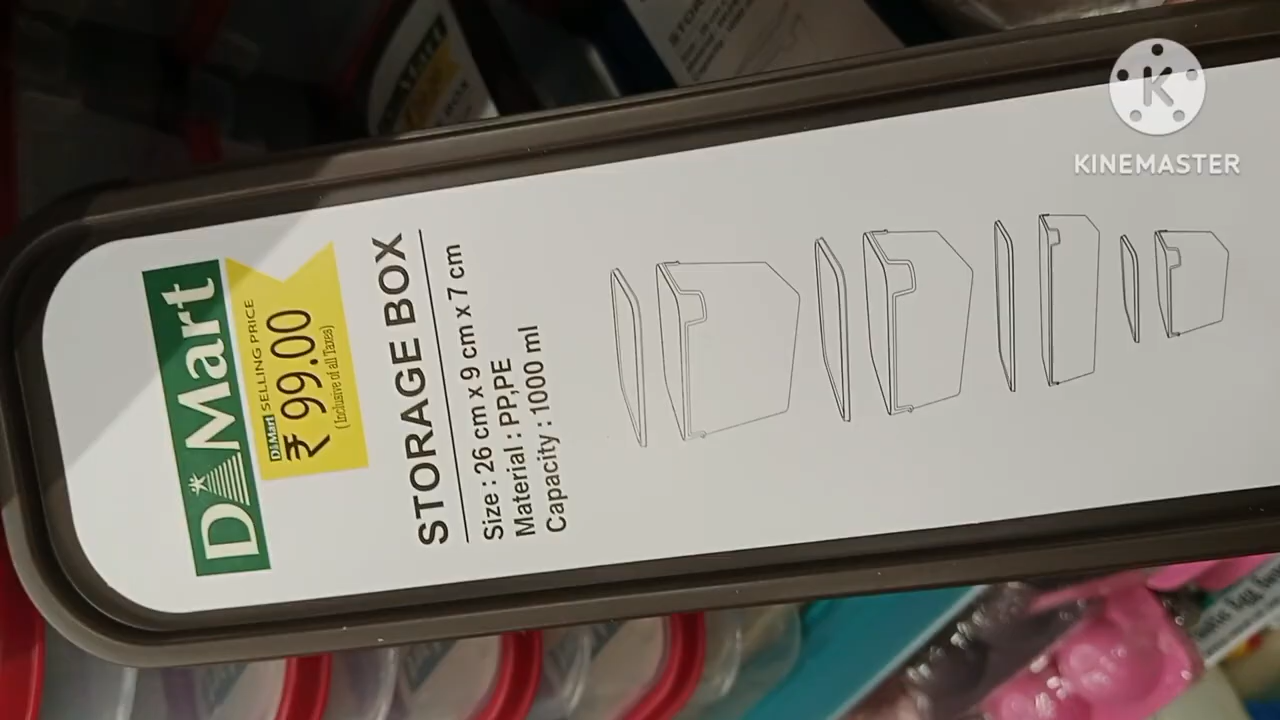 D Mart
D Mart SELLING PRICE
₹ 99.00
( Inclusive of all Taxes)
STORAGE BOX
Size : 26 cm x 9 cm x 7 cm
Material : PP,PE
Capacity : 1000 ml
KINEMASTER